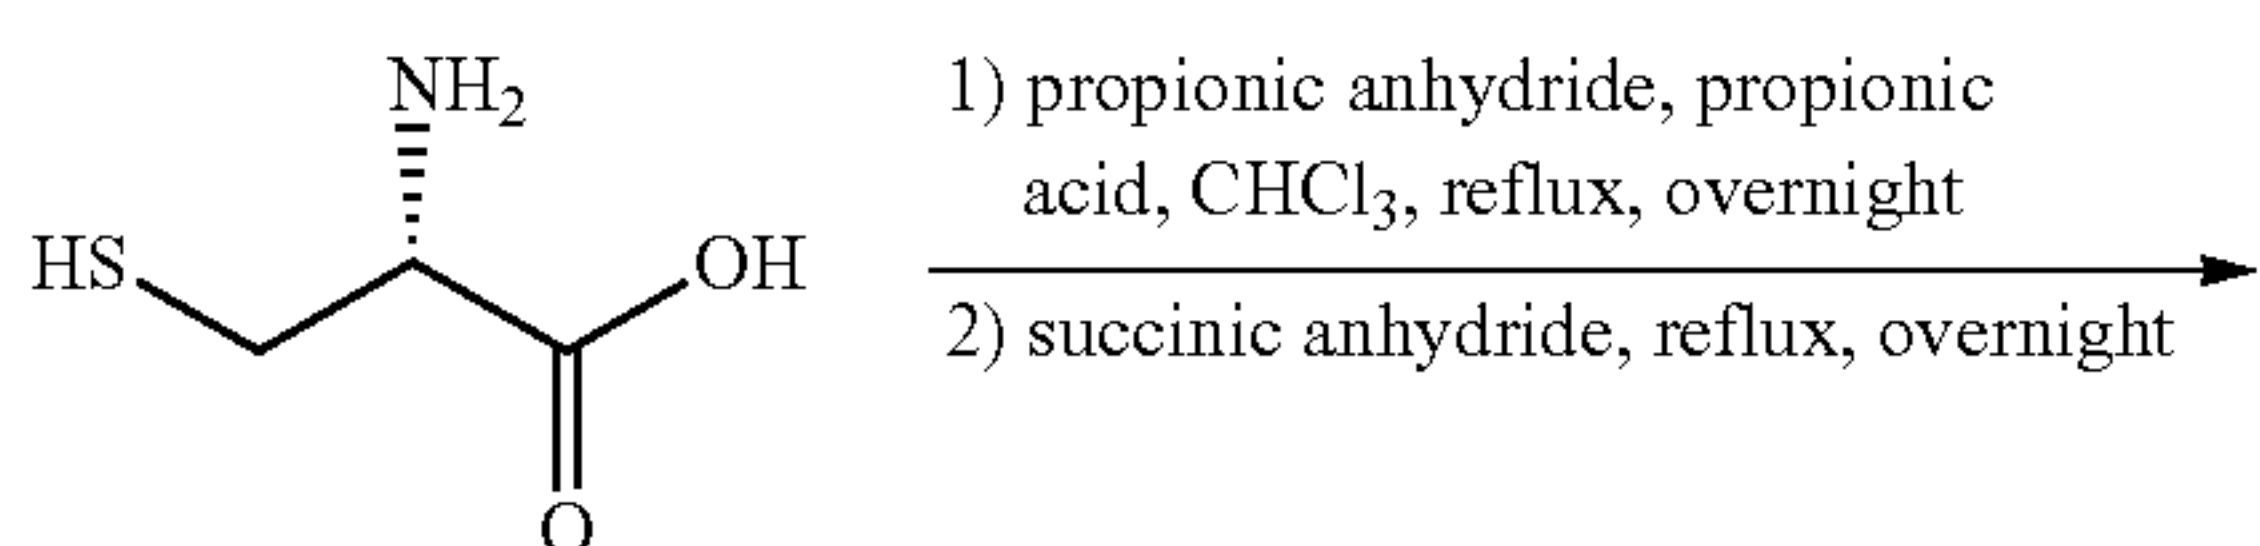 NH2
1) propionic anhydride, propionic
acid, CHCl3, reflux, overnight
HS
OH
2) succinic anhydride, reflux, overnight
O